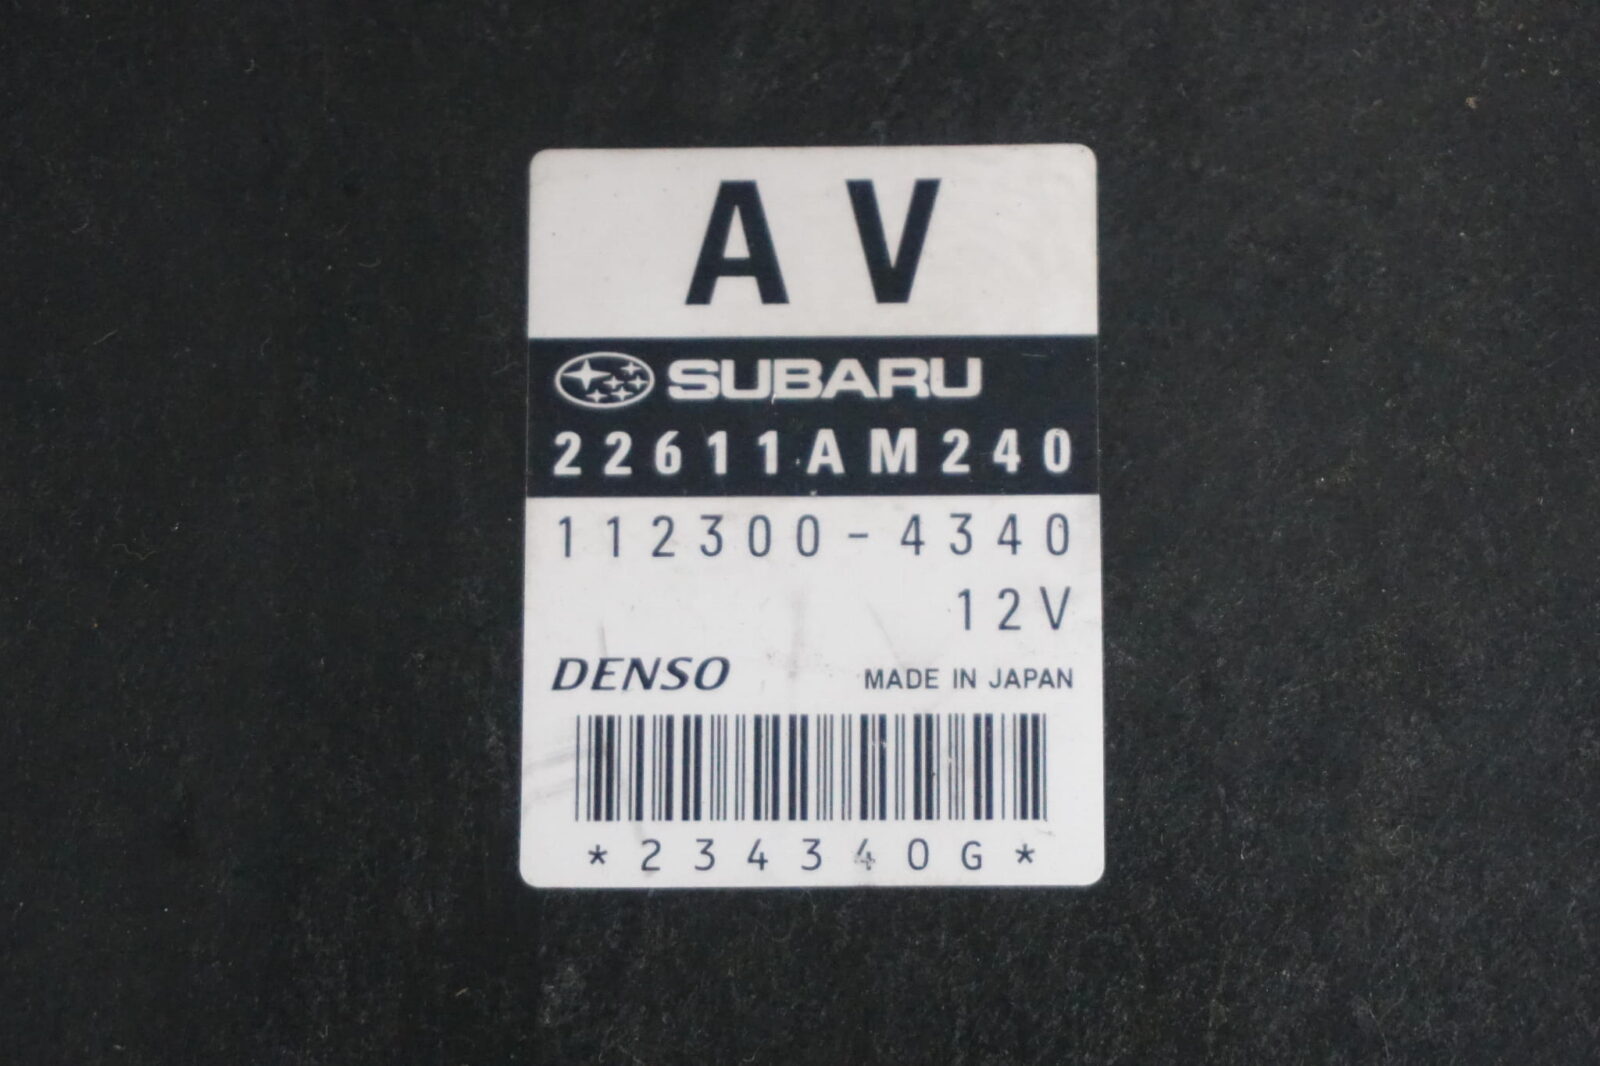 AV
SUBARU
22611AM240
112300-4340
12V
DENSO MADE IN JAPAN
*234340G*